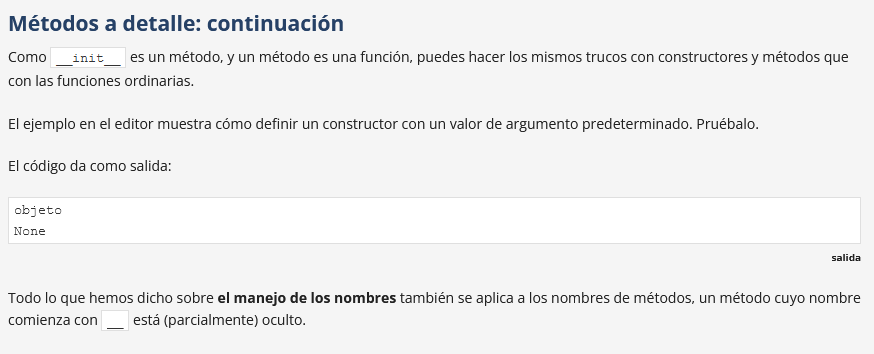 Métodos a detalle: continuación
Como __init__ es un método, y un método es una función, puedes hacer los mismos trucos con constructores y métodos que
con las funciones ordinarias.
El ejemplo en el editor muestra cómo definir un constructor con un valor de argumento predeterminado. Pruébalo.
El código da como salida:
objeto
None
salida
Todo lo que hemos dicho sobre el manejo de los nombres también se aplica a los nombres de métodos, un método cuyo nombre
comienza con __ está (parcialmente) oculto.